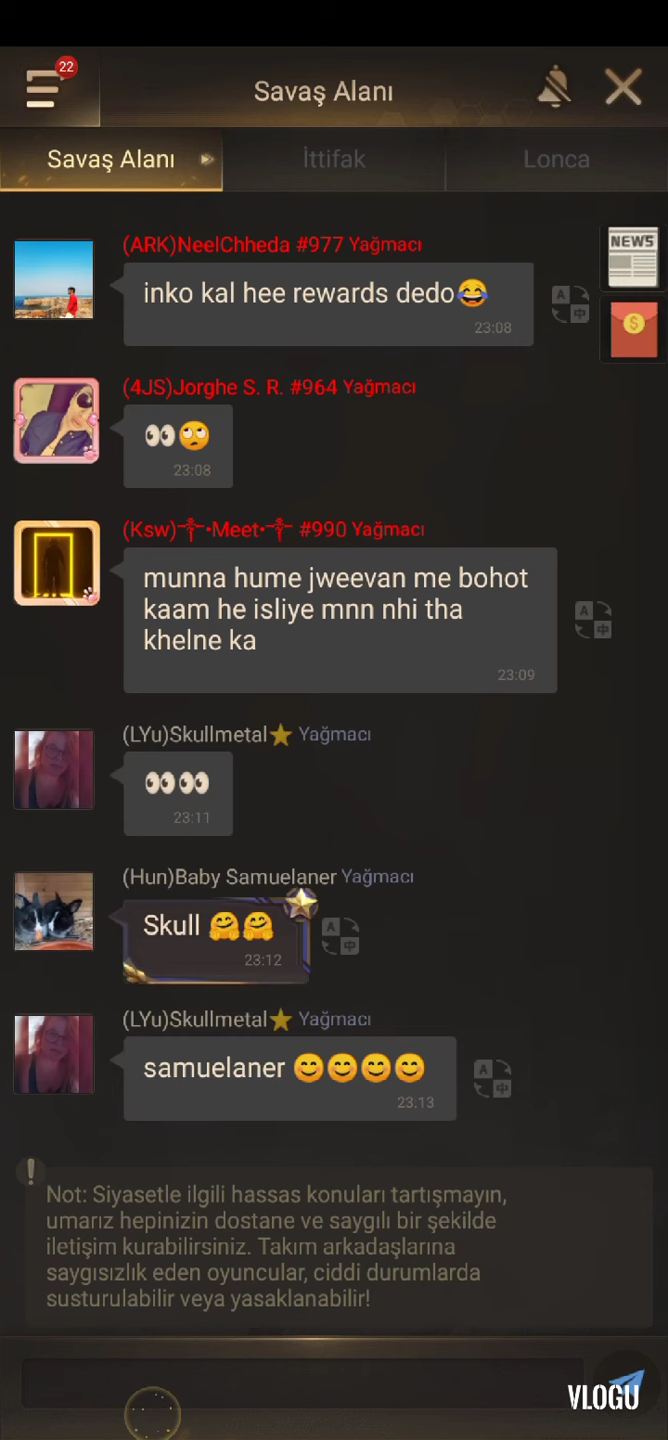 22
Savaş Alanı
Savaş Alanı
İttifak
Lonca
(ARK)NeelChheda #977 Yağmacı
NEWS
inko kal hee rewards dedo😂
23:08
(4JS)Jorghe S. R. #964 Yağmacı
👀🙄
23:08
(Ksw)╶†╴•Meet•╶†╴ #990 Yağmacı
munna hume jweevan me bohot
kaam he isliye mnn nhi tha
khelne ka
23:09
(LYu)Skullmetal⭐ Yağmacı
👀👀
23:11
(Hun)Baby Samuelaner Yağmacı
Skull 🤗🤗
23:12
(LYu)Skullmetal⭐ Yağmacı
samuelaner 😊😊😊😊
23:13
Not: Siyasetle ilgili hassas konuları tartışmayın,
umarız hepinizin dostane ve saygılı bir şekilde
iletişim kurabilirsiniz. Takım arkadaşlarına
saygısızlık eden oyuncular, ciddi durumlarda
susturulabilir veya yasaklanabilir!
VLOGU